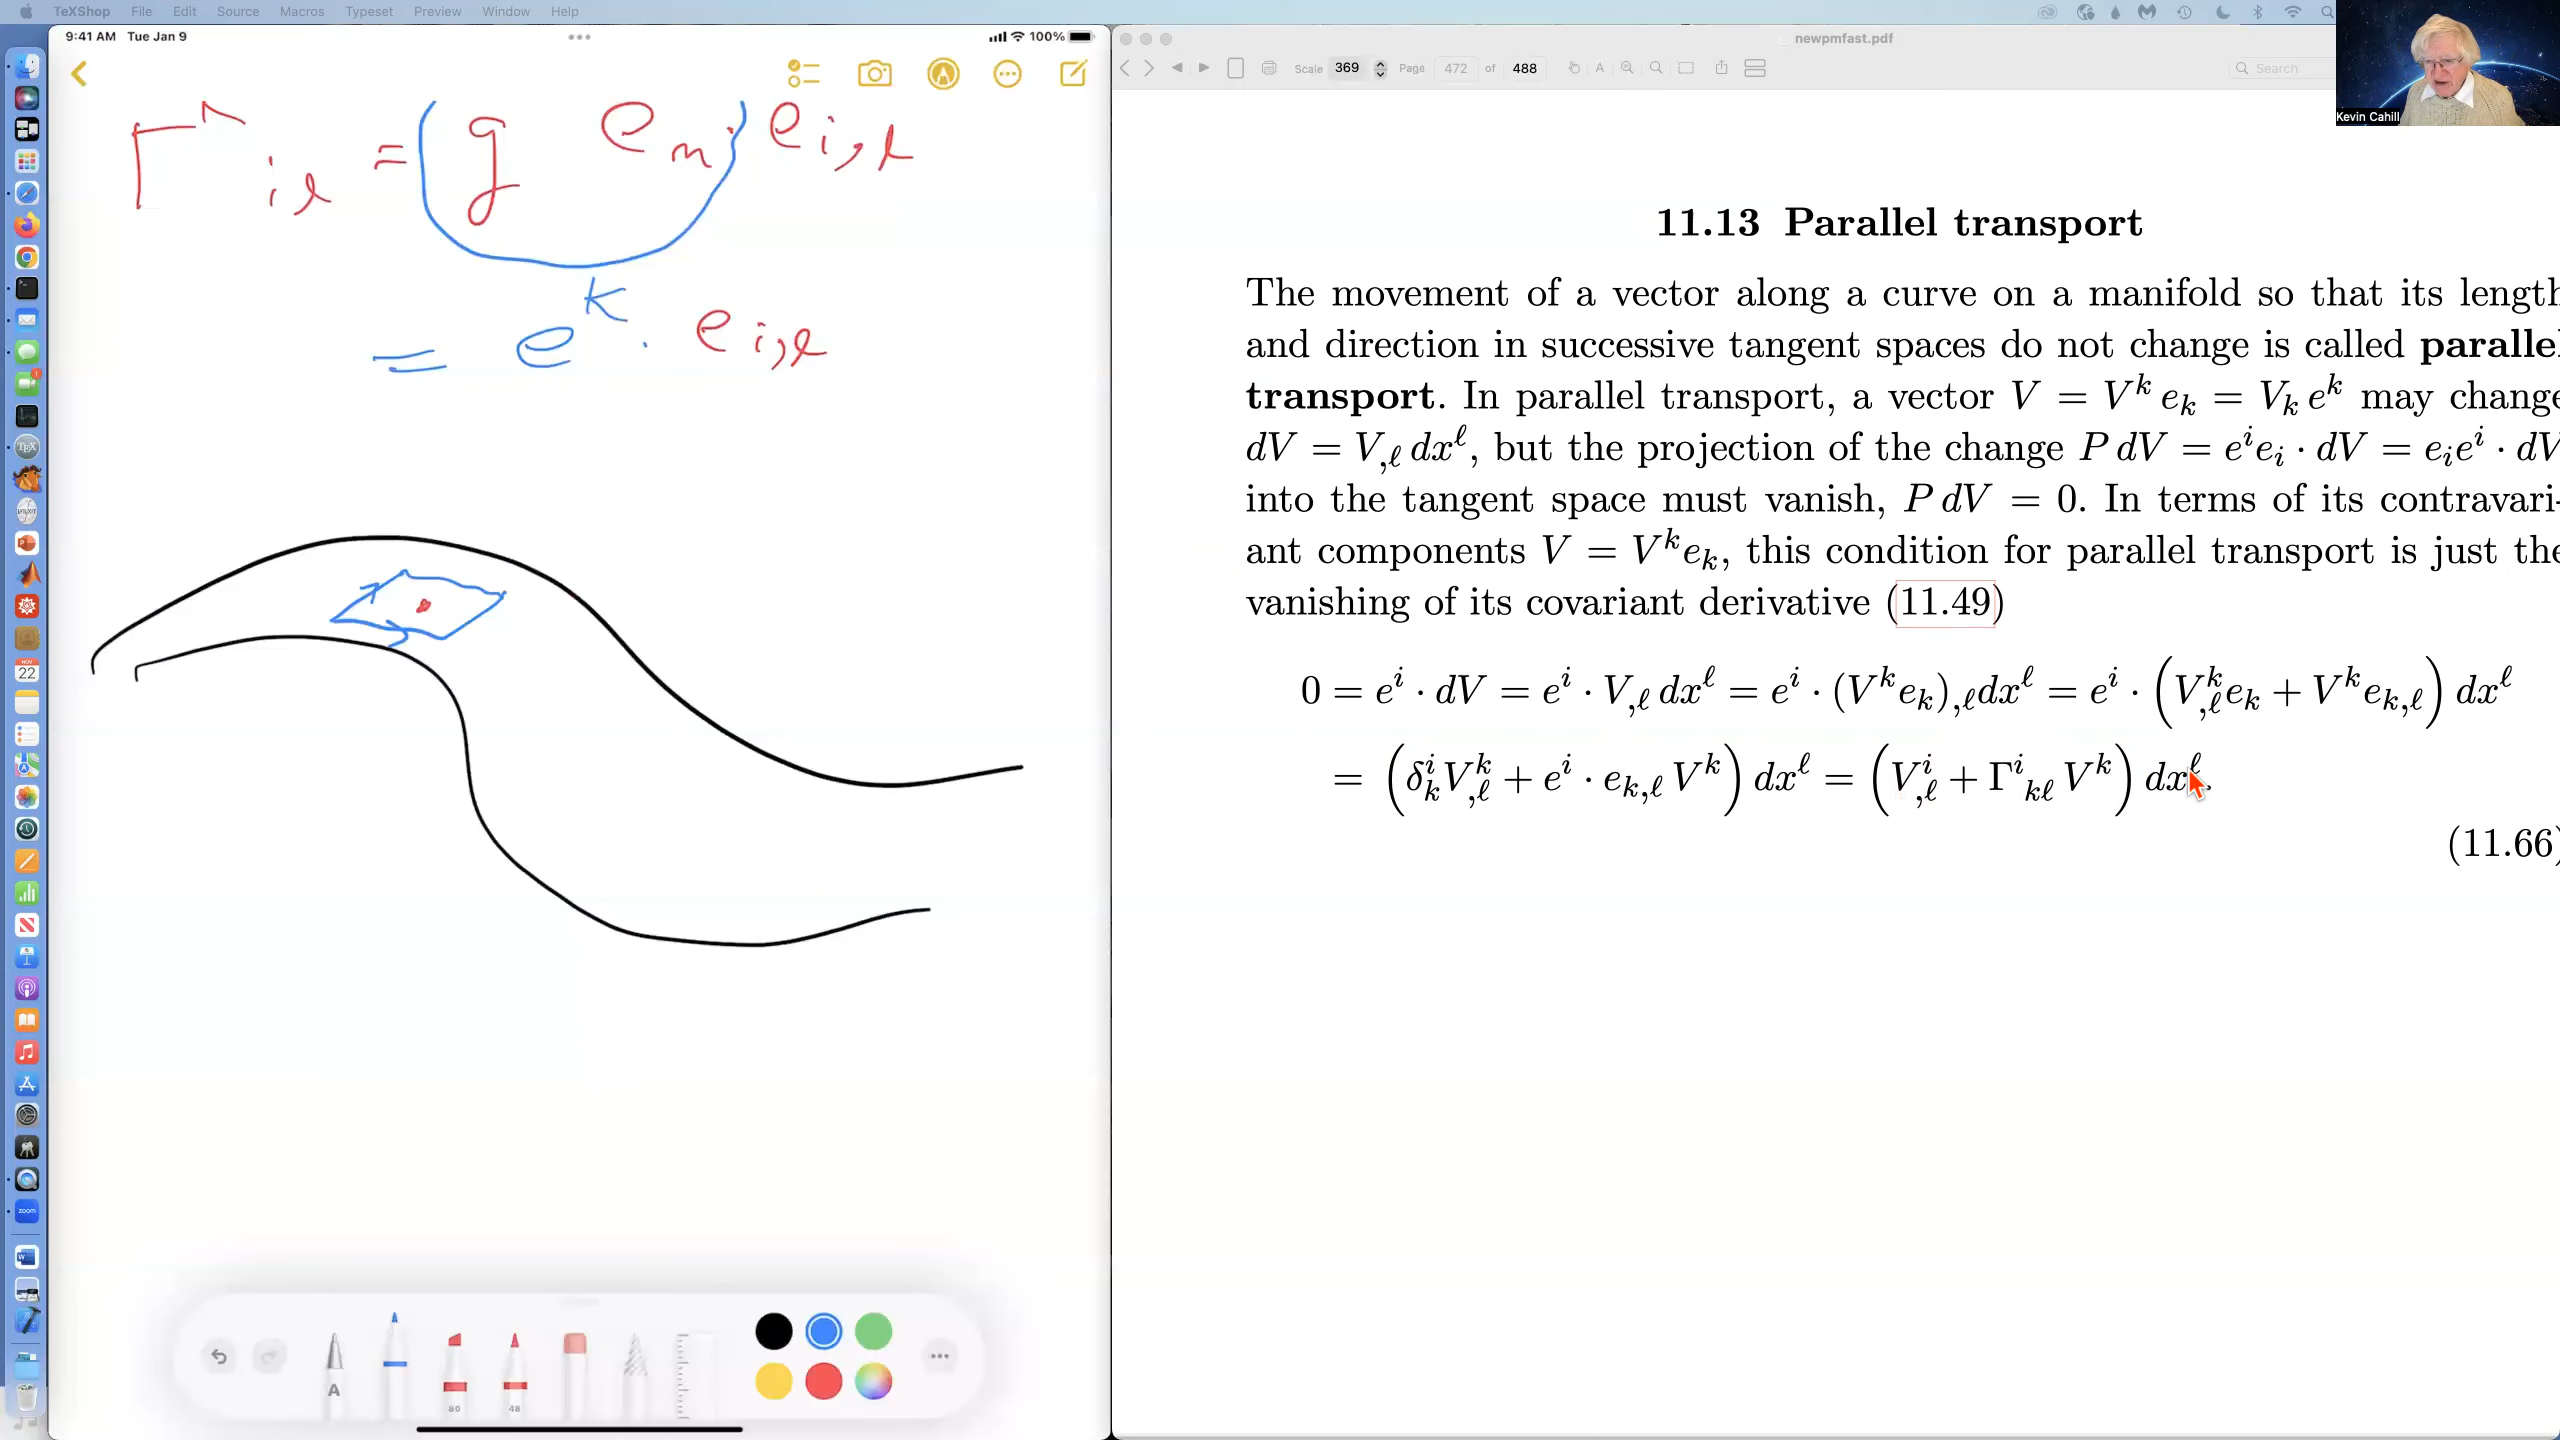 TeXShop File Edit Source Macros Typeset Preview Window Help
9:41 AM Tue Jan 9
100%
newpmfast.pdf
Scale 369 Page 472 of 488
Search
Kevin Cahill
Γ i ℓ = ( g e_m ) · e_{i,ℓ}
= e^k · e_{i,ℓ}
11.13 Parallel transport
The movement of a vector along a curve on a manifold so that its length
and direction in successive tangent spaces do not change is called paralle
transport. In parallel transport, a vector V = V^k e_k = V_k e^k may change
dV = V_{,ℓ} dx^ℓ, but the projection of the change P dV = e^i e_i · dV = e_i e^i · dV
into the tangent space must vanish, P dV = 0. In terms of its contravari-
ant components V = V^k e_k, this condition for parallel transport is just the
vanishing of its covariant derivative (11.49)
0 = e^i · dV = e^i · V_{,ℓ} dx^ℓ = e^i · (V^k e_k)_{,ℓ} dx^ℓ = e^i · (V^k_{,ℓ} e_k + V^k e_{k,ℓ}) dx^ℓ
= (δ^i_k V^k_{,ℓ} + e^i · e_{k,ℓ} V^k) dx^ℓ = (V^i_{,ℓ} + Γ^i_{kℓ} V^k) dx^ℓ.
(11.66)
NOV
22
zoom
A
80
48